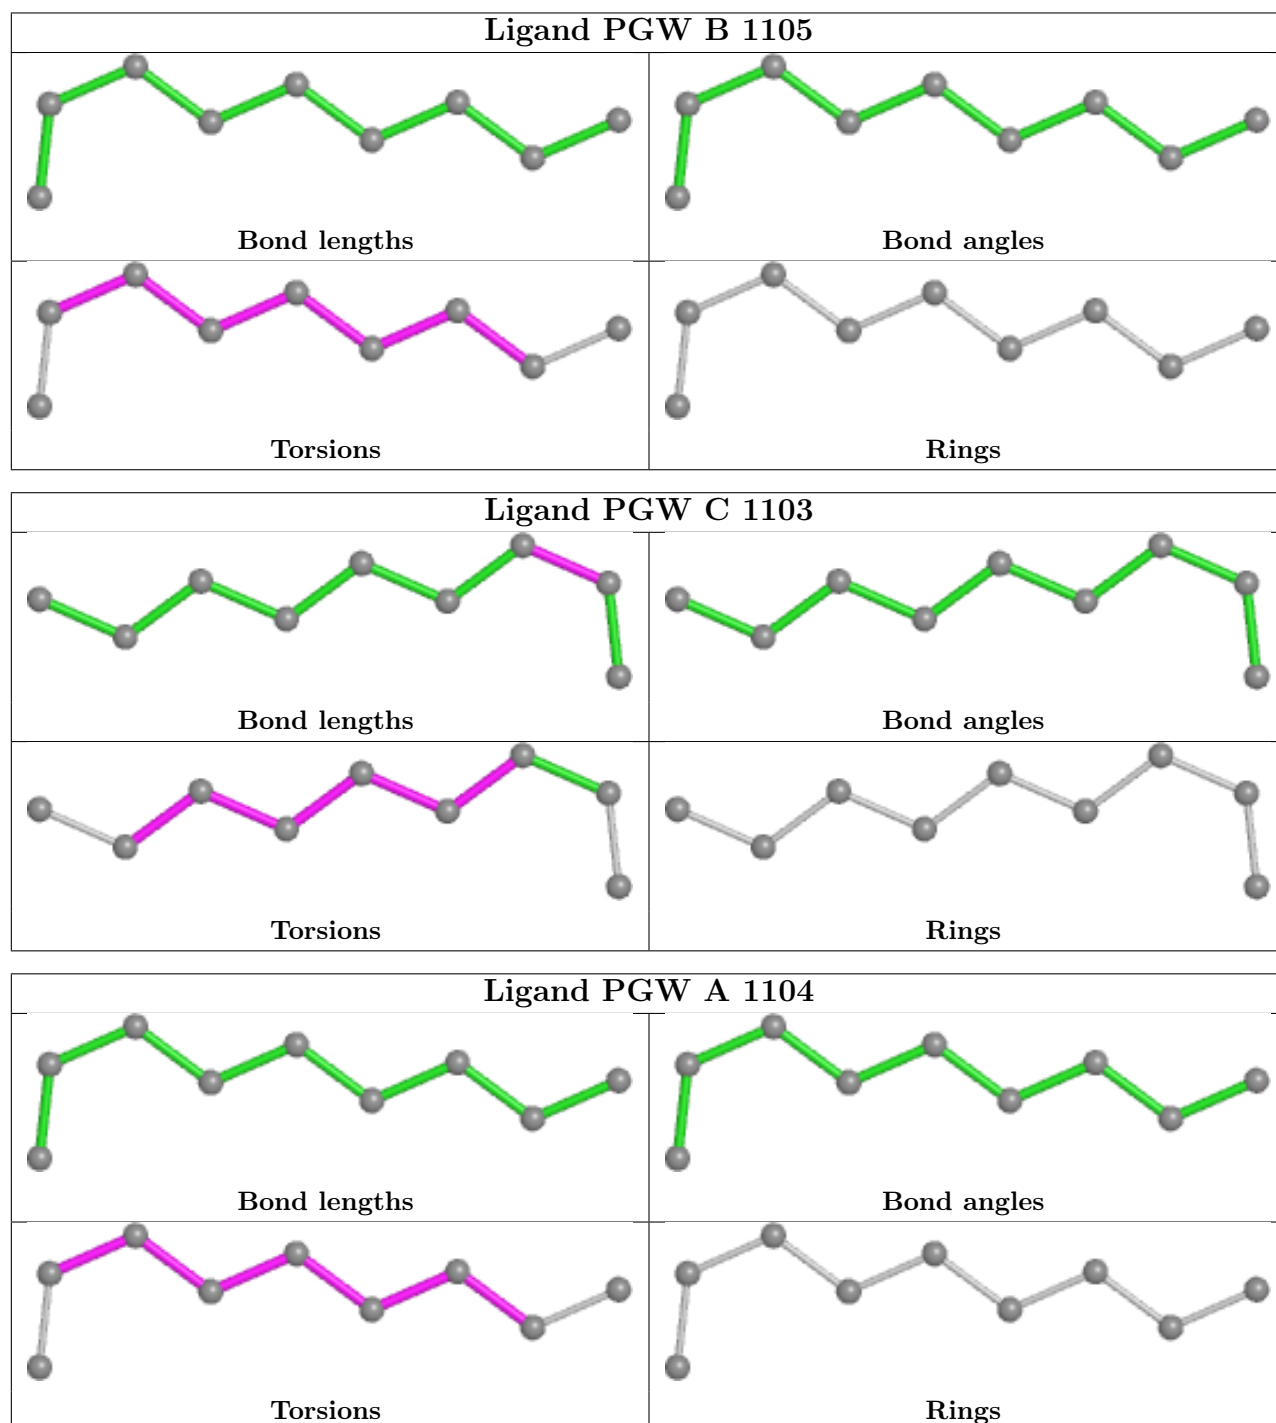 Ligand PGW B 1105
Bond lengths
Bond angles
Torsions
Rings
Ligand PGW C 1103
Bond lengths
Bond angles
Torsions
Rings
Ligand PGW A 1104
Bond lengths
Bond angles
Torsions
Rings